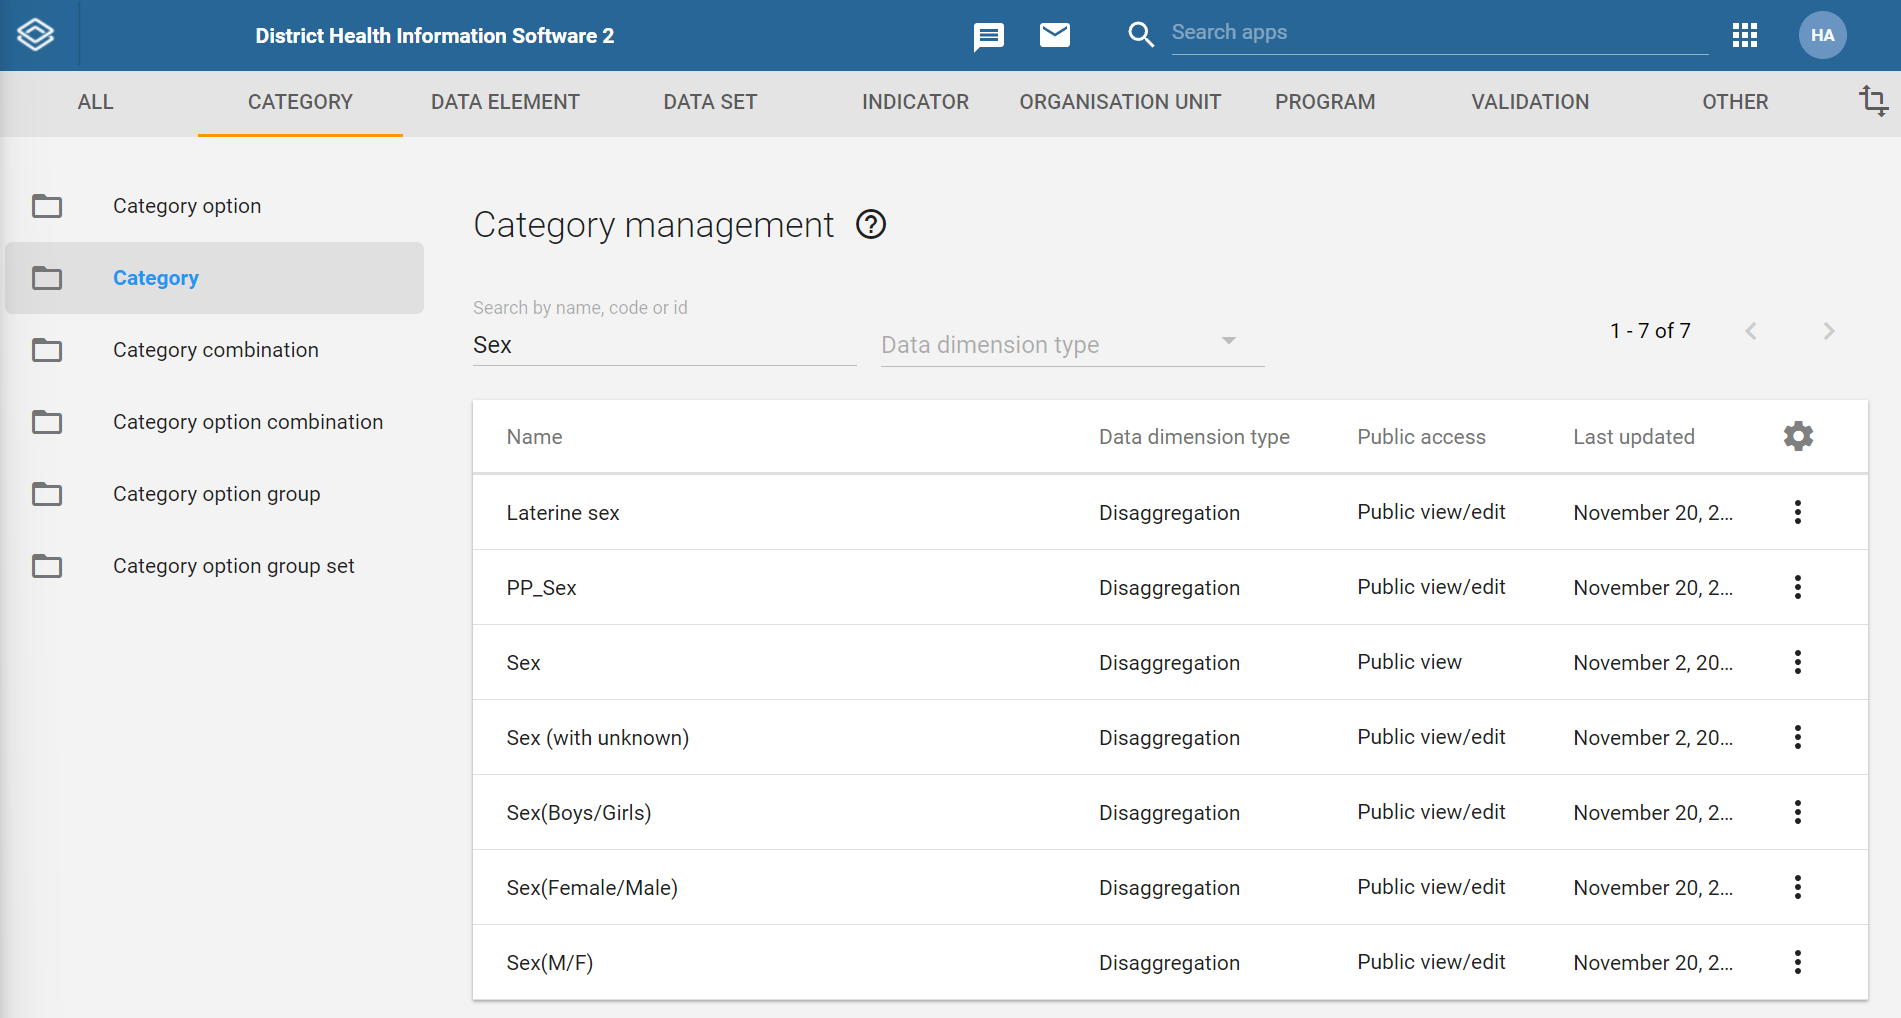 District Health Information Software 2
Search apps
HA
ALL CATEGORY DATA ELEMENT DATA SET INDICATOR ORGANISATION UNIT PROGRAM VALIDATION OTHER
Category option
Category
Category combination
Category option combination
Category option group
Category option group set
Category management
Search by name, code or id
Sex
Data dimension type
1 - 7 of 7
Name Data dimension type Public access Last updated
Laterine sex Disaggregation Public view/edit November 20, 2...
PP_Sex Disaggregation Public view/edit November 20, 2...
Sex Disaggregation Public view November 2, 20...
Sex (with unknown) Disaggregation Public view/edit November 2, 20...
Sex(Boys/Girls) Disaggregation Public view/edit November 20, 2...
Sex(Female/Male) Disaggregation Public view/edit November 20, 2...
Sex(M/F) Disaggregation Public view/edit November 20, 2...